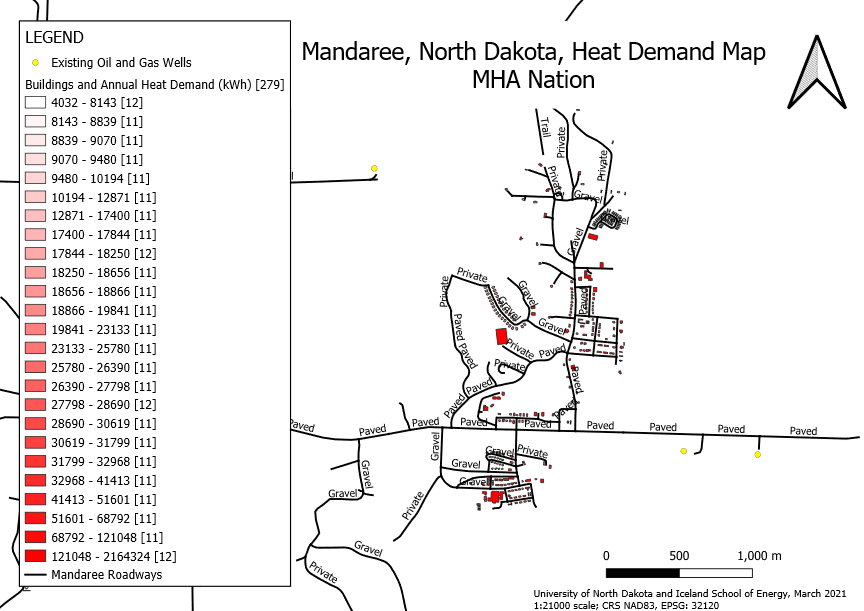 Mandaree, North Dakota, Heat Demand Map
MHA Nation
LEGEND
Existing Oil and Gas Wells
Buildings and Annual Heat Demand (kWh) [279]
4032 - 8143 [12]
8143 - 8839 [11]
8839 - 9070 [11]
9070 - 9480 [11]
9480 - 10194 [11]
10194 - 12871 [11]
12871 - 17400 [11]
17400 - 17844 [11]
17844 - 18250 [12]
18250 - 18656 [11]
18656 - 18866 [11]
18866 - 19841 [11]
19841 - 23133 [11]
23133 - 25780 [11]
25780 - 26390 [11]
26390 - 27798 [11]
27798 - 28690 [12]
28690 - 30619 [11]
30619 - 31799 [11]
31799 - 32968 [11]
32968 - 41413 [11]
41413 - 51601 [11]
51601 - 68792 [11]
68792 - 121048 [11]
121048 - 2164324 [12]
Mandaree Roadways
Trail
Private
Private
Private
Gravel
Gravel
Gravel
Private
Private
Gravel
Gravel
Paved
Gravel
Paved Paved
Private
Paved
Private
Paved
Paved
Paved
Paved
Paved
Paved
Paved
Paved
Paved
Paved
Paved
Paved
Paved
Gravel
Gravel
Private
Gravel
Gravel
Gravel
Gravel
Private
Gravel
Private
0 500 1,000 m
University of North Dakota and Iceland School of Energy, March 2021
1:21000 scale; CRS NAD83, EPSG: 32120